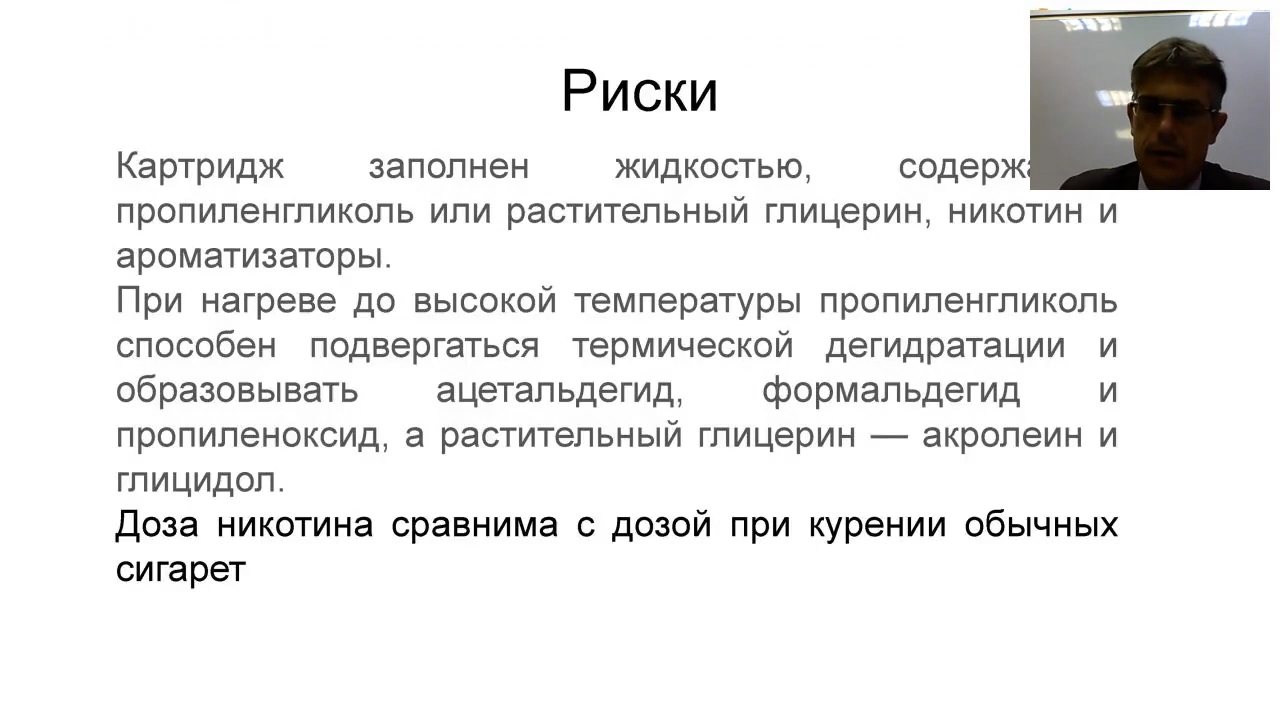 Риски
Картридж заполнен жидкостью,
пропиленгликоль или растительный глицерин, никотин и
ароматизаторы.
При нагреве до высокой температуры пропиленгликоль
способен подвергаться термической дегидратации и
образовывать ацетальдегид, формальдегид и
пропиленоксид, а растительный глицерин — акролеин и
глицидол.
Доза никотина сравнима с дозой при курении обычных
сигарет